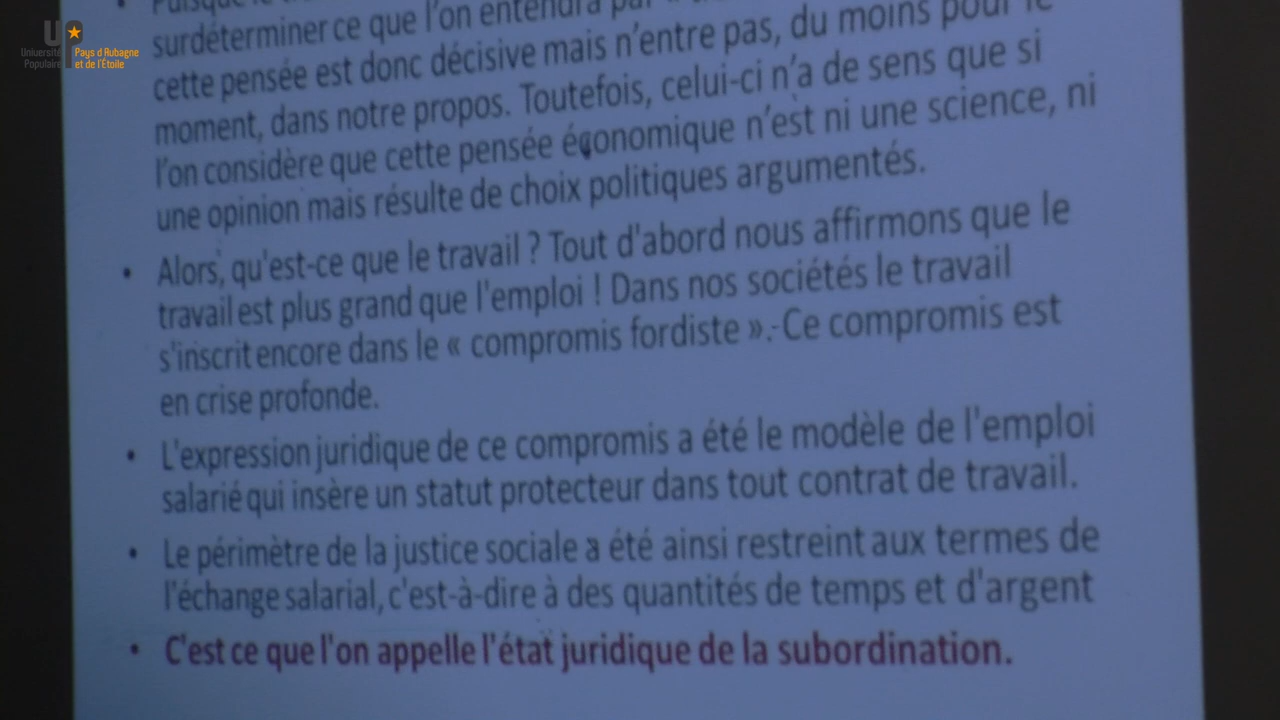 UP
Université Populaire
Pays d'Aubagne et de l'Étoile
surdéterminer ce que l'on entendra par «
cette pensée est donc décisive mais n'entre pas, du moins pour le
moment, dans notre propos. Toutefois, celui-ci n'a de sens que si
l'on considère que cette pensée économique n'est ni une science, ni
une opinion mais résulte de choix politiques argumentés.
• Alors, qu'est-ce que le travail ? Tout d'abord nous affirmons que le
travail est plus grand que l'emploi ! Dans nos sociétés le travail
s'inscrit encore dans le « compromis fordiste ». Ce compromis est
en crise profonde.
• L'expression juridique de ce compromis a été le modèle de l'emploi
salarié qui insère un statut protecteur dans tout contrat de travail.
• Le périmètre de la justice sociale a été ainsi restreint aux termes de
l'échange salarial, c'est-à-dire à des quantités de temps et d'argent
• C'est ce que l'on appelle l'état juridique de la subordination.